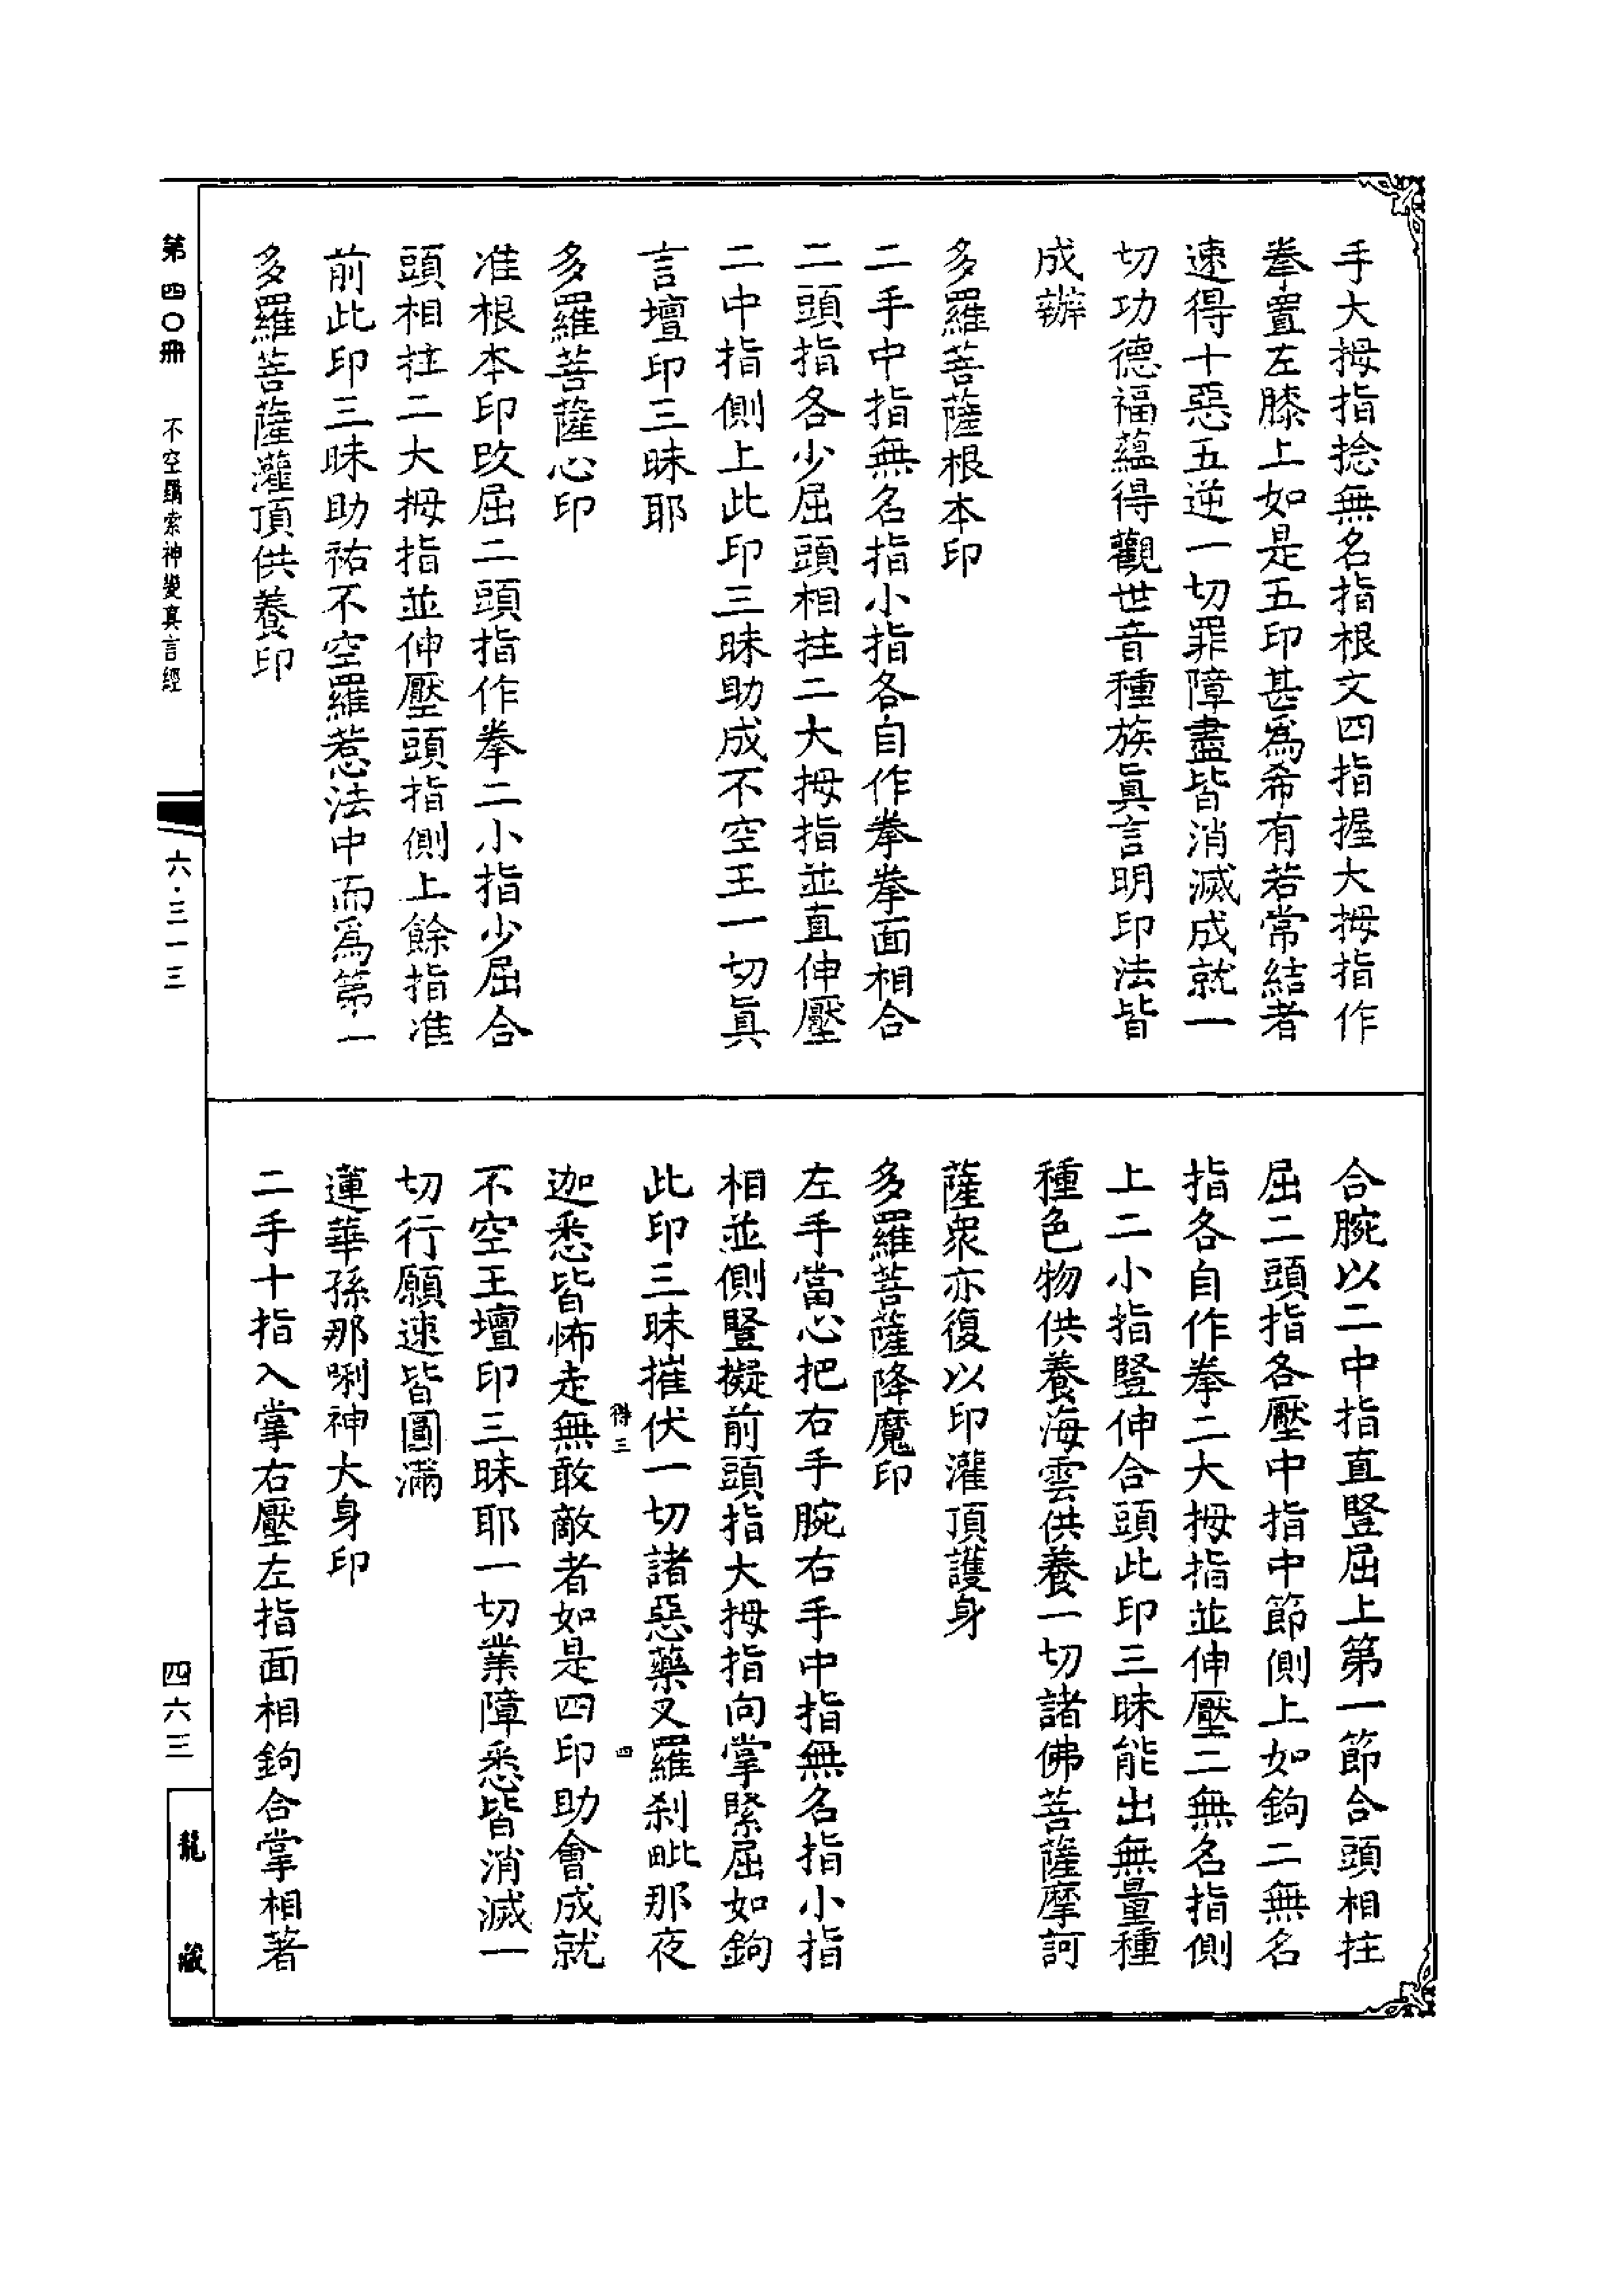 手大拇指捻無名指根文四指握大拇指作
拳置左膝上如是五印甚為希有若常結者
速得十惡五逆一切罪障盡皆消滅成就一
切功德福蘊得觀世音種族眞言明印法皆
成辦
多羅菩薩根本印
二手中指無名指小指各自作拳拳面相合
二頭指各少屈頭相拄二大拇指並直伸壓
二中指側上此印三昧助成不空王一切眞
言壇印三昧耶
多羅菩薩心印
准根本印改屈二頭指作拳二小指少屈合
頭相拄二大拇指並伸壓頭指側上餘指准
前此印三昧助祐不空羅惹法中而為第一
多羅菩薩灌頂供養印
合腕以二中指直豎屈上第一節合頭相拄
屈二頭指各壓中指中節側上如鉤二無名
指各自作拳二大拇指並伸壓二無名指側
上二小指豎伸合頭此印三昧能出無量種
種色物供養海雲供養一切諸佛菩薩摩訶
薩衆亦復以印灌頂護身
多羅菩薩降魔印
左手當心把右手腕右手中指無名指小指
相並側豎擬前頭指大拇指向掌緊屈如鉤
此印三昧摧伏一切諸惡藥叉羅刹毗那夜
得三 四
迦悉皆怖走無敢敵者如是四印助會成就
不空王壇印三昧耶一切業障悉皆消滅一
切行願速皆圓滿
蓮華孫那唎神大身印
二手十指入掌右壓左指面相鉤合掌相著
第四〇冊 不空羂索神變真言經 六·三一三 四六三
龍藏